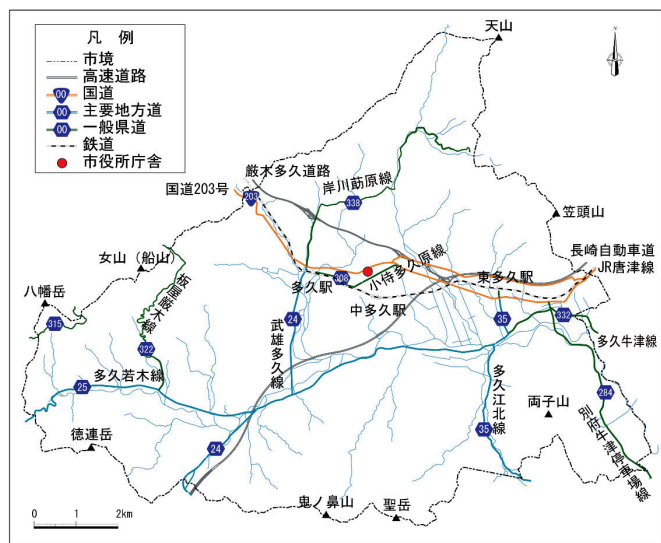 凡 例
市境
高速道路
00
国道
00
主要地方道
00
一般県道
鉄道
市役所庁舎
天山
厳木多久道路
国道203号
203
岸川莇原線
338
笠頭山
女山（船山）
長崎自動車道
JR唐津線
八幡岳
板屋厳木線
多久駅
308
小侍多久原線
東多久駅
315
中多久駅
24
武雄多久線
35
332
多久牛津線
322
多久若木線
25
多久江北線
284
両子山
別府牛津停車場線
徳連岳
24
35
鬼ノ鼻山
聖岳
0 1 2km